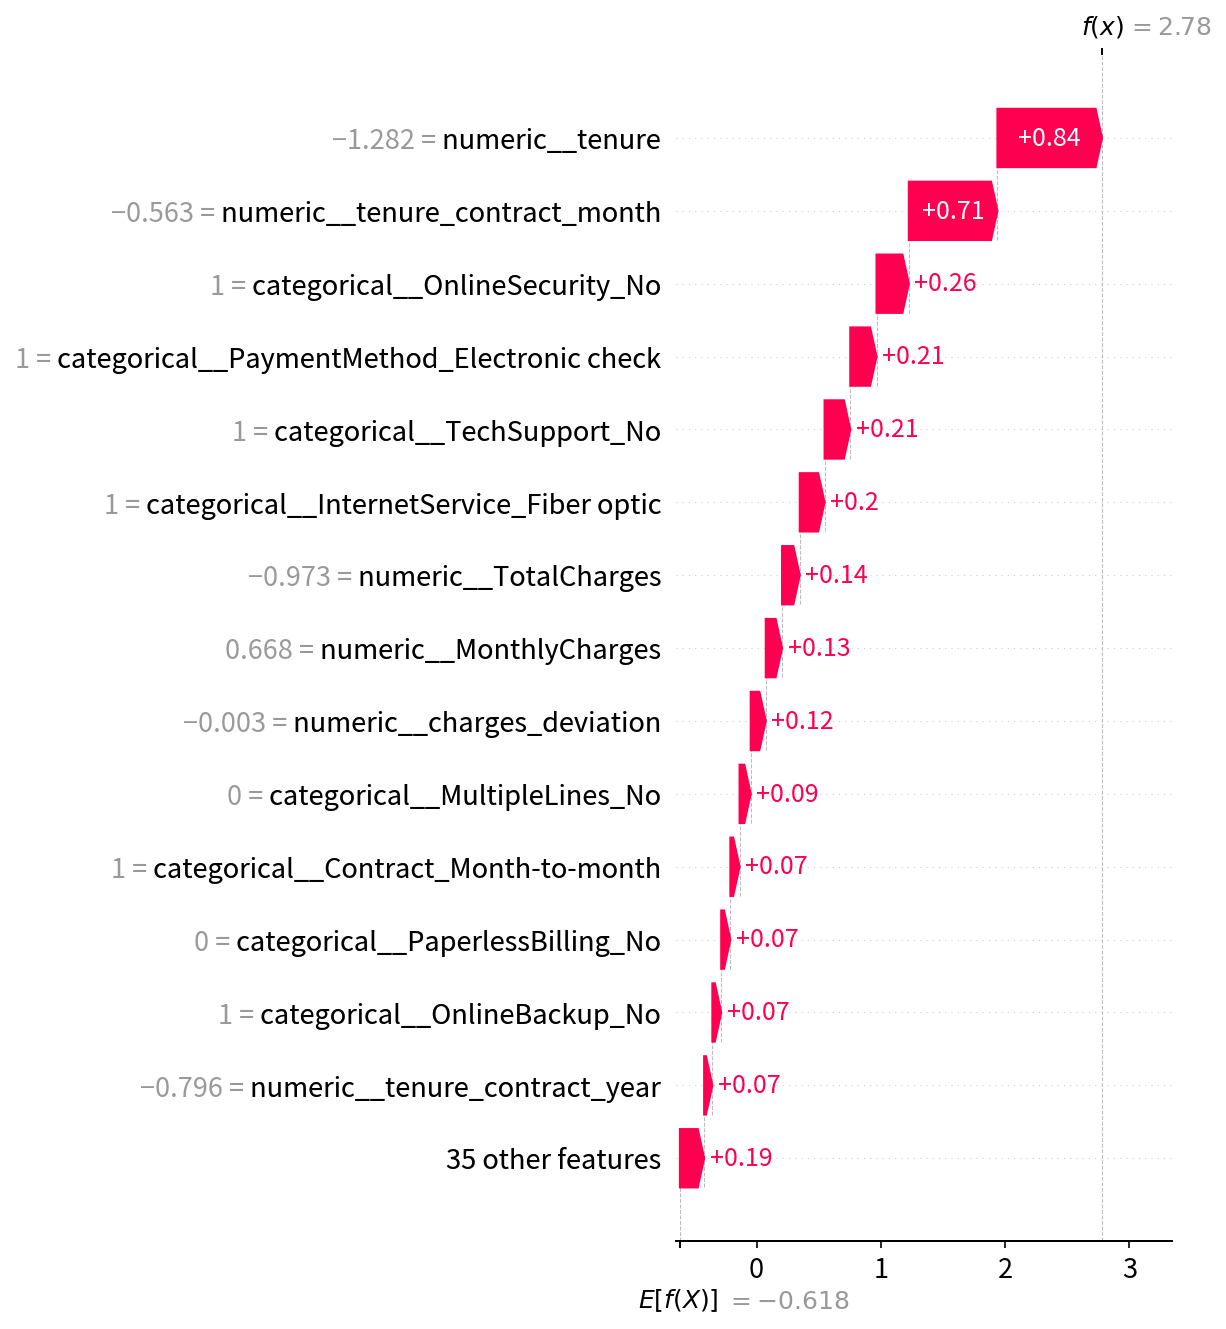 f(x) = 2.78
−1.282 = numeric__tenure +0.84
−0.563 = numeric__tenure_contract_month +0.71
1 = categorical__OnlineSecurity_No +0.26
1 = categorical__PaymentMethod_Electronic check +0.21
1 = categorical__TechSupport_No +0.21
1 = categorical__InternetService_Fiber optic +0.2
−0.973 = numeric__TotalCharges +0.14
0.668 = numeric__MonthlyCharges +0.13
−0.003 = numeric__charges_deviation +0.12
0 = categorical__MultipleLines_No +0.09
1 = categorical__Contract_Month-to-month +0.07
0 = categorical__PaperlessBilling_No +0.07
1 = categorical__OnlineBackup_No +0.07
−0.796 = numeric__tenure_contract_year +0.07
35 other features +0.19
0 1 2 3
E[f(X)] = −0.618